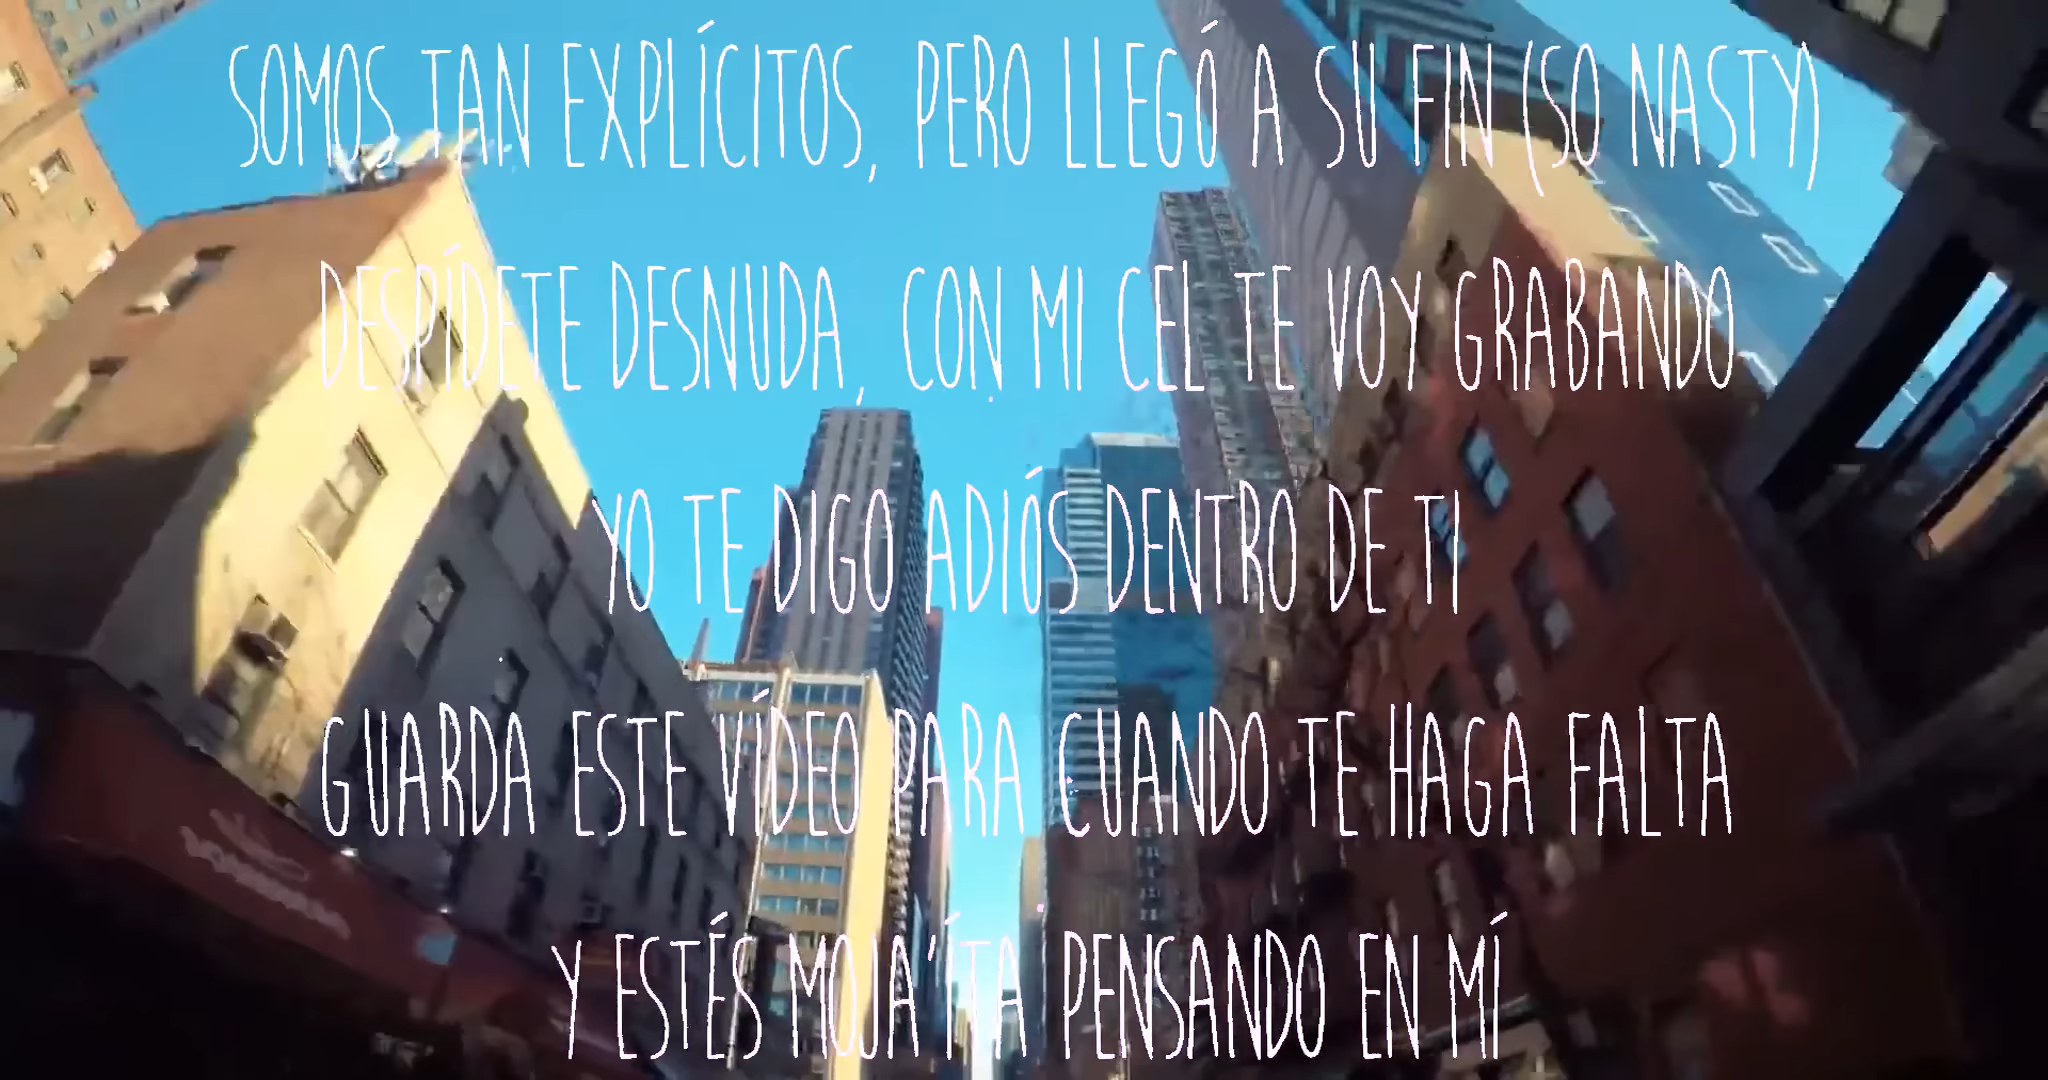 SOMOS TAN EXPLÍCITOS, PERO LLEGÓ A SU FIN (SO NASTY)
DESPÍDETE DESNUDA, CON MI CEL TE VOY GRABANDO
YO TE DIGO ADIÓS DENTRO DE TI
GUARDA ESTE VÍDEO PARA CUANDO TE HAGA FALTA
Y ESTÉS MOJA'ÍTA PENSANDO EN MÍ